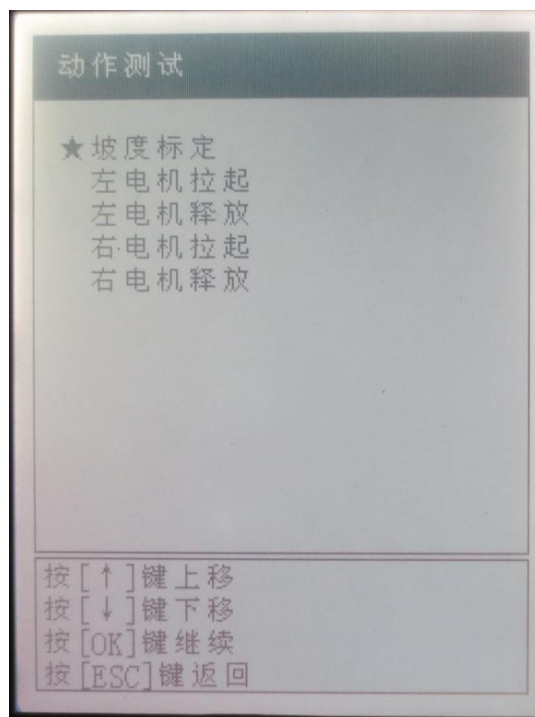 动作测试
★坡度标定
左电机拉起
左电机释放
右电机拉起
右电机释放
按[↑]键上移
按[↓]键下移
按[OK]键继续
按[ESC]键返回